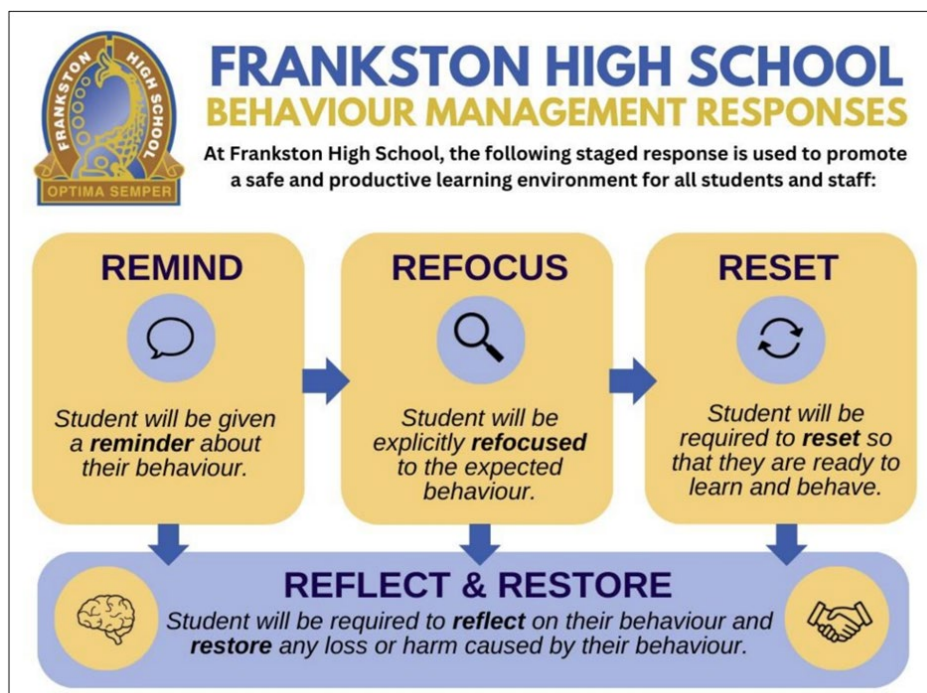 FRANKSTON HIGH SCHOOL
BEHAVIOUR MANAGEMENT RESPONSES
FRANKSTON
HIGH SCHOOL
OPTIMA SEMPER
At Frankston High School, the following staged response is used to promote
a safe and productive learning environment for all students and staff:
REMIND
Student will be given
a reminder about
their behaviour.
REFOCUS
Student will be
explicitly refocused
to the expected
behaviour.
RESET
Student will be
required to reset so
that they are ready to
learn and behave.
REFLECT & RESTORE
Student will be required to reflect on their behaviour and
restore any loss or harm caused by their behaviour.